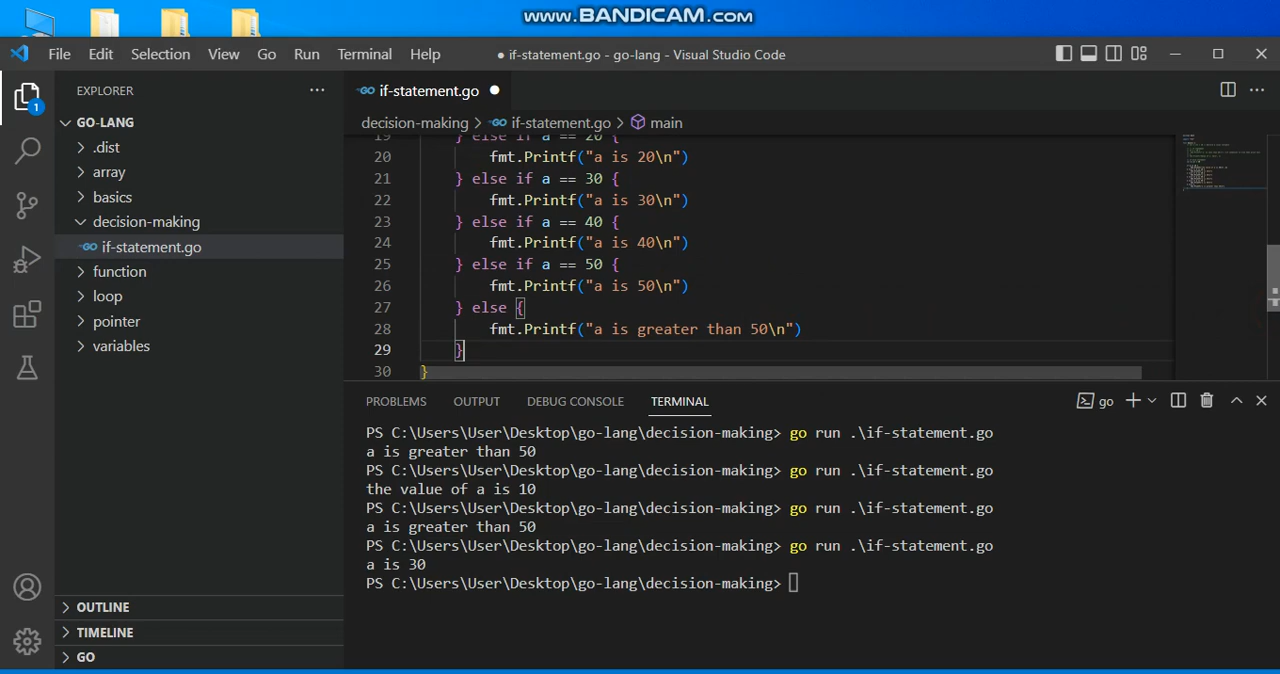 www.BANDICAM.com
File Edit Selection View Go Run Terminal Help
● if-statement.go - go-lang - Visual Studio Code
EXPLORER
1
GO-LANG
.dist
array
basics
decision-making
if-statement.go
function
loop
pointer
variables
OUTLINE
TIMELINE
GO
if-statement.go
decision-making > if-statement.go > main
19 } else if a == 20 {
20 fmt.Printf("a is 20\n")
21 } else if a == 30 {
22 fmt.Printf("a is 30\n")
23 } else if a == 40 {
24 fmt.Printf("a is 40\n")
25 } else if a == 50 {
26 fmt.Printf("a is 50\n")
27 } else {
28 fmt.Printf("a is greater than 50\n")
29 }
30 }
PROBLEMS OUTPUT DEBUG CONSOLE TERMINAL
go
PS C:\Users\User\Desktop\go-lang\decision-making> go run .\if-statement.go
a is greater than 50
PS C:\Users\User\Desktop\go-lang\decision-making> go run .\if-statement.go
the value of a is 10
PS C:\Users\User\Desktop\go-lang\decision-making> go run .\if-statement.go
a is greater than 50
PS C:\Users\User\Desktop\go-lang\decision-making> go run .\if-statement.go
a is 30
PS C:\Users\User\Desktop\go-lang\decision-making>